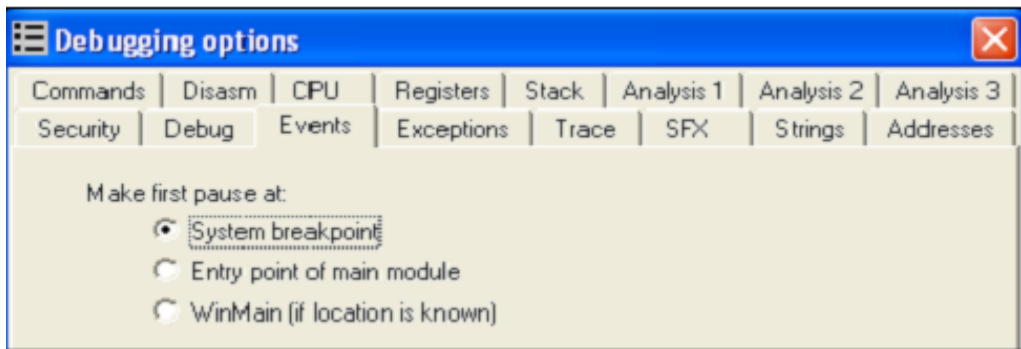 Debugging options
Commands Disasm CPU Registers Stack Analysis 1 Analysis 2 Analysis 3
Security Debug Events Exceptions Trace SFX Strings Addresses
Make first pause at:
System breakpoint
Entry point of main module
WinMain (if location is known)